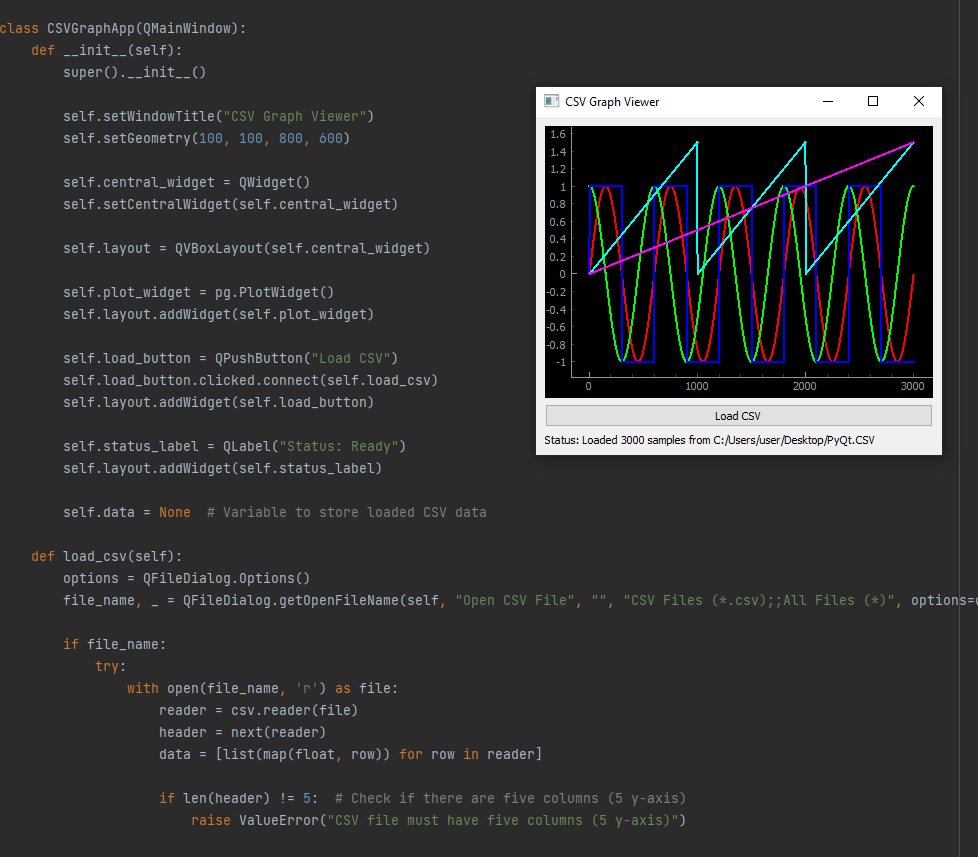 class CSVGraphApp(QMainWindow):
    def __init__(self):
        super().__init__()

        self.setWindowTitle("CSV Graph Viewer")
        self.setGeometry(100, 100, 800, 600)

        self.central_widget = QWidget()
        self.setCentralWidget(self.central_widget)

        self.layout = QVBoxLayout(self.central_widget)

        self.plot_widget = pg.PlotWidget()
        self.layout.addWidget(self.plot_widget)

        self.load_button = QPushButton("Load CSV")
        self.load_button.clicked.connect(self.load_csv)
        self.layout.addWidget(self.load_button)

        self.status_label = QLabel("Status: Ready")
        self.layout.addWidget(self.status_label)

        self.data = None  # Variable to store loaded CSV data

    def load_csv(self):
        options = QFileDialog.Options()
        file_name, _ = QFileDialog.getOpenFileName(self, "Open CSV File", "", "CSV Files (*.csv);;All Files (*)", options=

        if file_name:
            try:
                with open(file_name, 'r') as file:
                    reader = csv.reader(file)
                    header = next(reader)
                    data = [list(map(float, row)) for row in reader]

                    if len(header) != 5:  # Check if there are five columns (5 y-axis)
                        raise ValueError("CSV file must have five columns (5 y-axis)")
CSV Graph Viewer
1.6
1.4
1.2
1
0.8
0.6
0.4
0.2
0
-0.2
-0.4
-0.6
-0.8
-1
0 1000 2000 3000
Load CSV
Status: Loaded 3000 samples from C:/Users/user/Desktop/PyQt.CSV